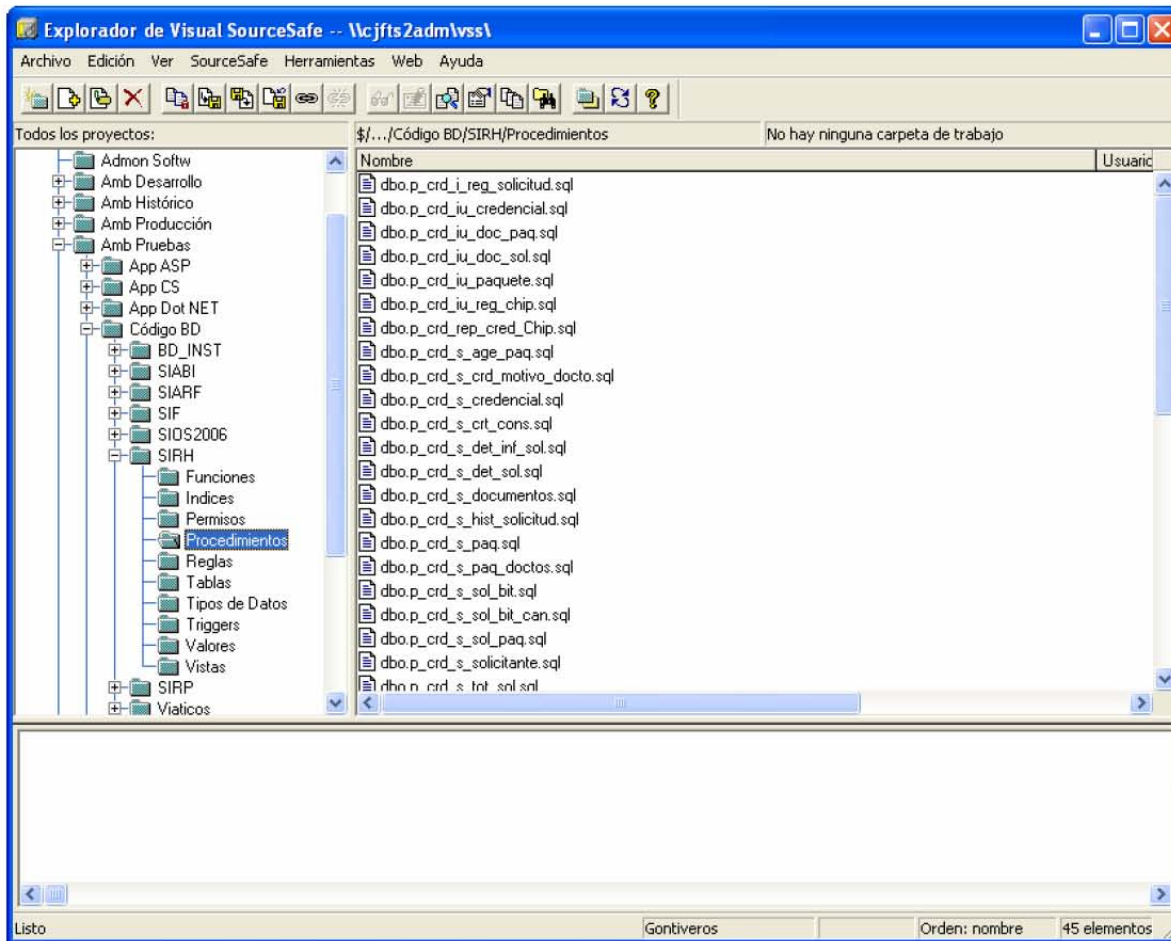 Explorador de Visual SourceSafe -- \\cjfts2adm\vss\
Archivo Edición Ver SourceSafe Herramientas Web Ayuda
Todos los proyectos:
$/.../Código BD/SIRH/Procedimientos
No hay ninguna carpeta de trabajo
Admon Softw
Amb Desarrollo
Amb Histórico
Amb Producción
Amb Pruebas
App ASP
App CS
App Dot NET
Código BD
BD_INST
SIABI
SIARF
SIF
SIOS2006
SIRH
Funciones
Indices
Permisos
Procedimientos
Reglas
Tablas
Tipos de Datos
Triggers
Valores
Vistas
SIRP
Viaticos
Nombre
Usuaric
dbo.p_crd_i_reg_solicitud.sql
dbo.p_crd_iu_credencial.sql
dbo.p_crd_iu_doc_paq.sql
dbo.p_crd_iu_doc_sol.sql
dbo.p_crd_iu_paquete.sql
dbo.p_crd_iu_reg_chip.sql
dbo.p_crd_rep_cred_Chip.sql
dbo.p_crd_s_age_paq.sql
dbo.p_crd_s_crd_motivo_docto.sql
dbo.p_crd_s_credencial.sql
dbo.p_crd_s_crt_cons.sql
dbo.p_crd_s_det_inf_sol.sql
dbo.p_crd_s_det_sol.sql
dbo.p_crd_s_documentos.sql
dbo.p_crd_s_hist_solicitud.sql
dbo.p_crd_s_paq.sql
dbo.p_crd_s_paq_doctos.sql
dbo.p_crd_s_sol_bit.sql
dbo.p_crd_s_sol_bit_can.sql
dbo.p_crd_s_sol_paq.sql
dbo.p_crd_s_solicitante.sql
dbo.p_crd_s_tot_sol.sql
Listo
Gontiveros
Orden: nombre
45 elementos